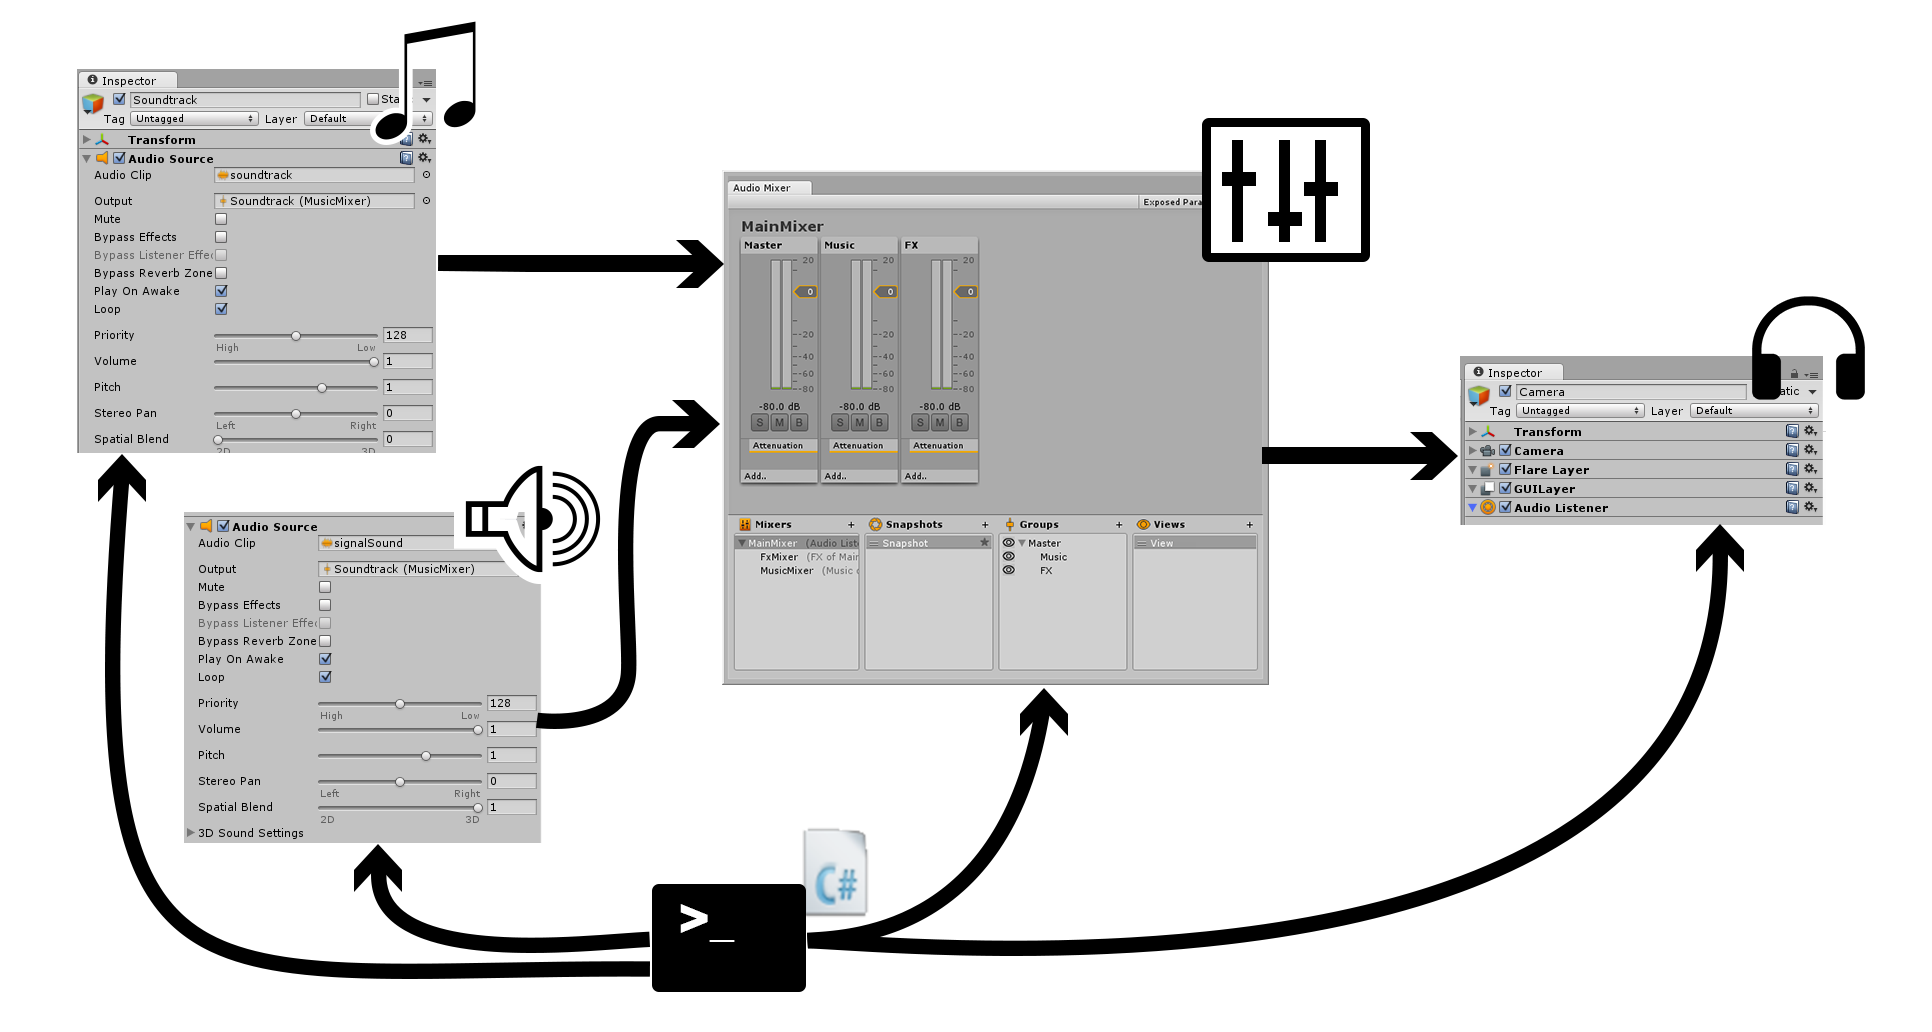 Inspector
Soundtrack
Sta
Tag Untagged Layer Default
Transform
Audio Source
Audio Clip soundtrack
Output Soundtrack (MusicMixer)
Mute
Bypass Effects
Bypass Listener Effec
Bypass Reverb Zone
Play On Awake
Loop
Priority 128
High Low
Volume 1
Pitch 1
Stereo Pan 0
Left Right
Spatial Blend 0
2D 3D
Audio Source
Audio Clip signalSound
Output Soundtrack (MusicMixer)
Mute
Bypass Effects
Bypass Listener Effec
Bypass Reverb Zone
Play On Awake
Loop
Priority 128
High Low
Volume 1
Pitch 1
Stereo Pan 0
Left Right
Spatial Blend 1
2D 3D
3D Sound Settings
Audio Mixer
Exposed Para
MainMixer
Master Music FX
20 20 20
0 0 0
-20 -20 -20
-40 -40 -40
-60 -60 -60
-80 -80 -80
-80.0 dB -80.0 dB -80.0 dB
S M B S M B S M B
Attenuation Attenuation Attenuation
Add.. Add.. Add..
Mixers + Snapshots + Groups + Views +
MainMixer (Audio Liste Snapshot Master View
FxMixer (FX of Main Music
MusicMixer (Music o FX
Inspector
Camera
atic
Tag Untagged Layer Default
Transform
Camera
Flare Layer
GUILayer
Audio Listener
C#
>_